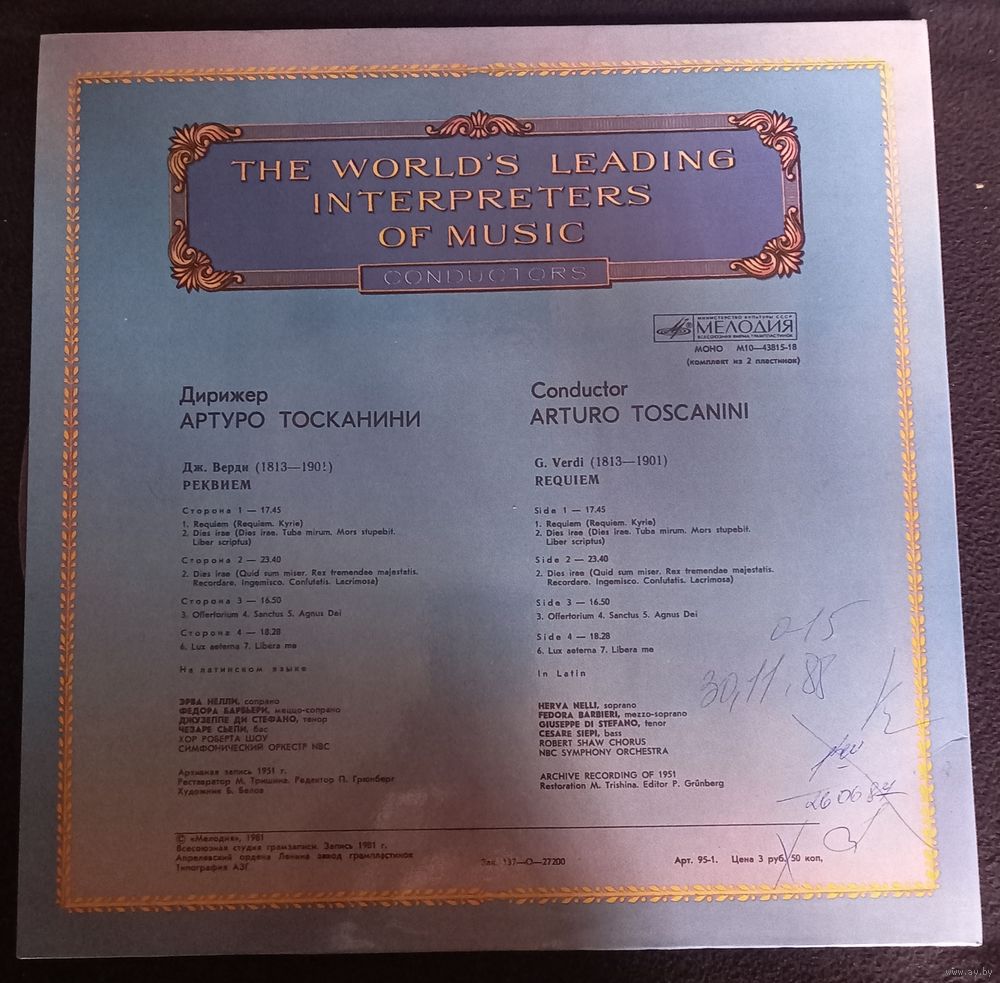 THE WORLD'S LEADING
INTERPRETERS
OF MUSIC
CONDUCTORS
МИНИСТЕРСТВО КУЛЬТУРЫ СССР
МЕЛОДИЯ
ВСЕСОЮЗНАЯ ФИРМА ГРАМПЛАСТИНОК
МОНО М10—43815-18
(комплект из 2 пластинок)
Дирижер
АРТУРО ТОСКАНИНИ
Дж. Верди (1813—1901)
РЕКВИЕМ
Сторона 1 — 17.45
1. Requiem (Requiem. Kyrie)
2. Dies irae (Dies irae. Tuba mirum. Mors stupebit.
Liber scriptus)
Сторона 2 — 23.40
2. Dies irae (Quid sum miser. Rex tremendae majestatis.
Recordare. Ingemisco. Confutatis. Lacrimosa)
Сторона 3 — 16.50
3. Offertorium 4. Sanctus 5. Agnus Dei
Сторона 4 — 18.28
6. Lux aeterna 7. Libera me
На латинском языке
ЭРВА НЕЛЛИ, сопрано
ФЕДОРА БАРБЬЕРИ, меццо-сопрано
ДЖУЗЕППЕ ДИ СТЕФАНО, тенор
ЧЕЗАРЕ СЬЕПИ, бас
ХОР РОБЕРТА ШОУ
СИМФОНИЧЕСКИЙ ОРКЕСТР NBC
Архивная запись 1951 г.
Реставратор М. Тришина. Редактор П. Грюнберг
Художник Б. Белов
Conductor
ARTURO TOSCANINI
G. Verdi (1813—1901)
REQUIEM
Side 1 — 17.45
1. Requiem (Requiem. Kyrie)
2. Dies irae (Dies irae. Tuba mirum. Mors stupebit.
Liber scriptus)
Side 2 — 23.40
2. Dies irae (Quid sum miser. Rex tremendae majestatis.
Recordare. Ingemisco. Confutatis. Lacrimosa)
Side 3 — 16.50
3. Offertorium 4. Sanctus 5. Agnus Dei
Side 4 — 18.28
6. Lux aeterna 7. Libera me
In Latin
HERVA NELLI, soprano
FEDORA BARBIERI, mezzo-soprano
GIUSEPPE DI STEFANO, tenor
CESARE SIEPI, bass
ROBERT SHAW CHORUS
NBC SYMPHONY ORCHESTRA
ARCHIVE RECORDING OF 1951
Restoration M. Trishina. Editor P. Grünberg
0-15
30,11,88
260687
© «Мелодия», 1981
Всесоюзная студия грамзаписи. Запись 1981 г.
Апрелевский ордена Ленина завод грампластинок
Типография АЗГ
Зак. 137—О—27200
Арт. 95-1. Цена 3 руб. 50 коп.
www.ay.by